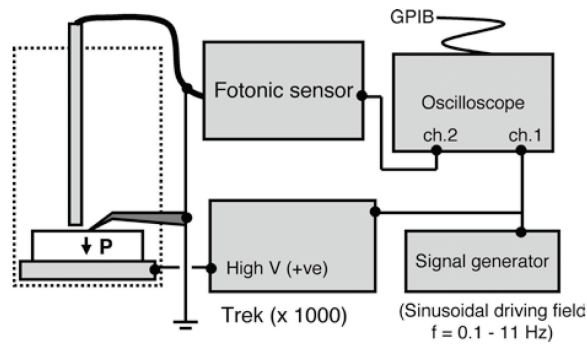 GPIB
Fotonic sensor
Oscilloscope
ch.2 ch.1
P
High V (+ve)
Signal generator
Trek (x 1000)
(Sinusoidal driving field
f = 0.1 - 11 Hz)